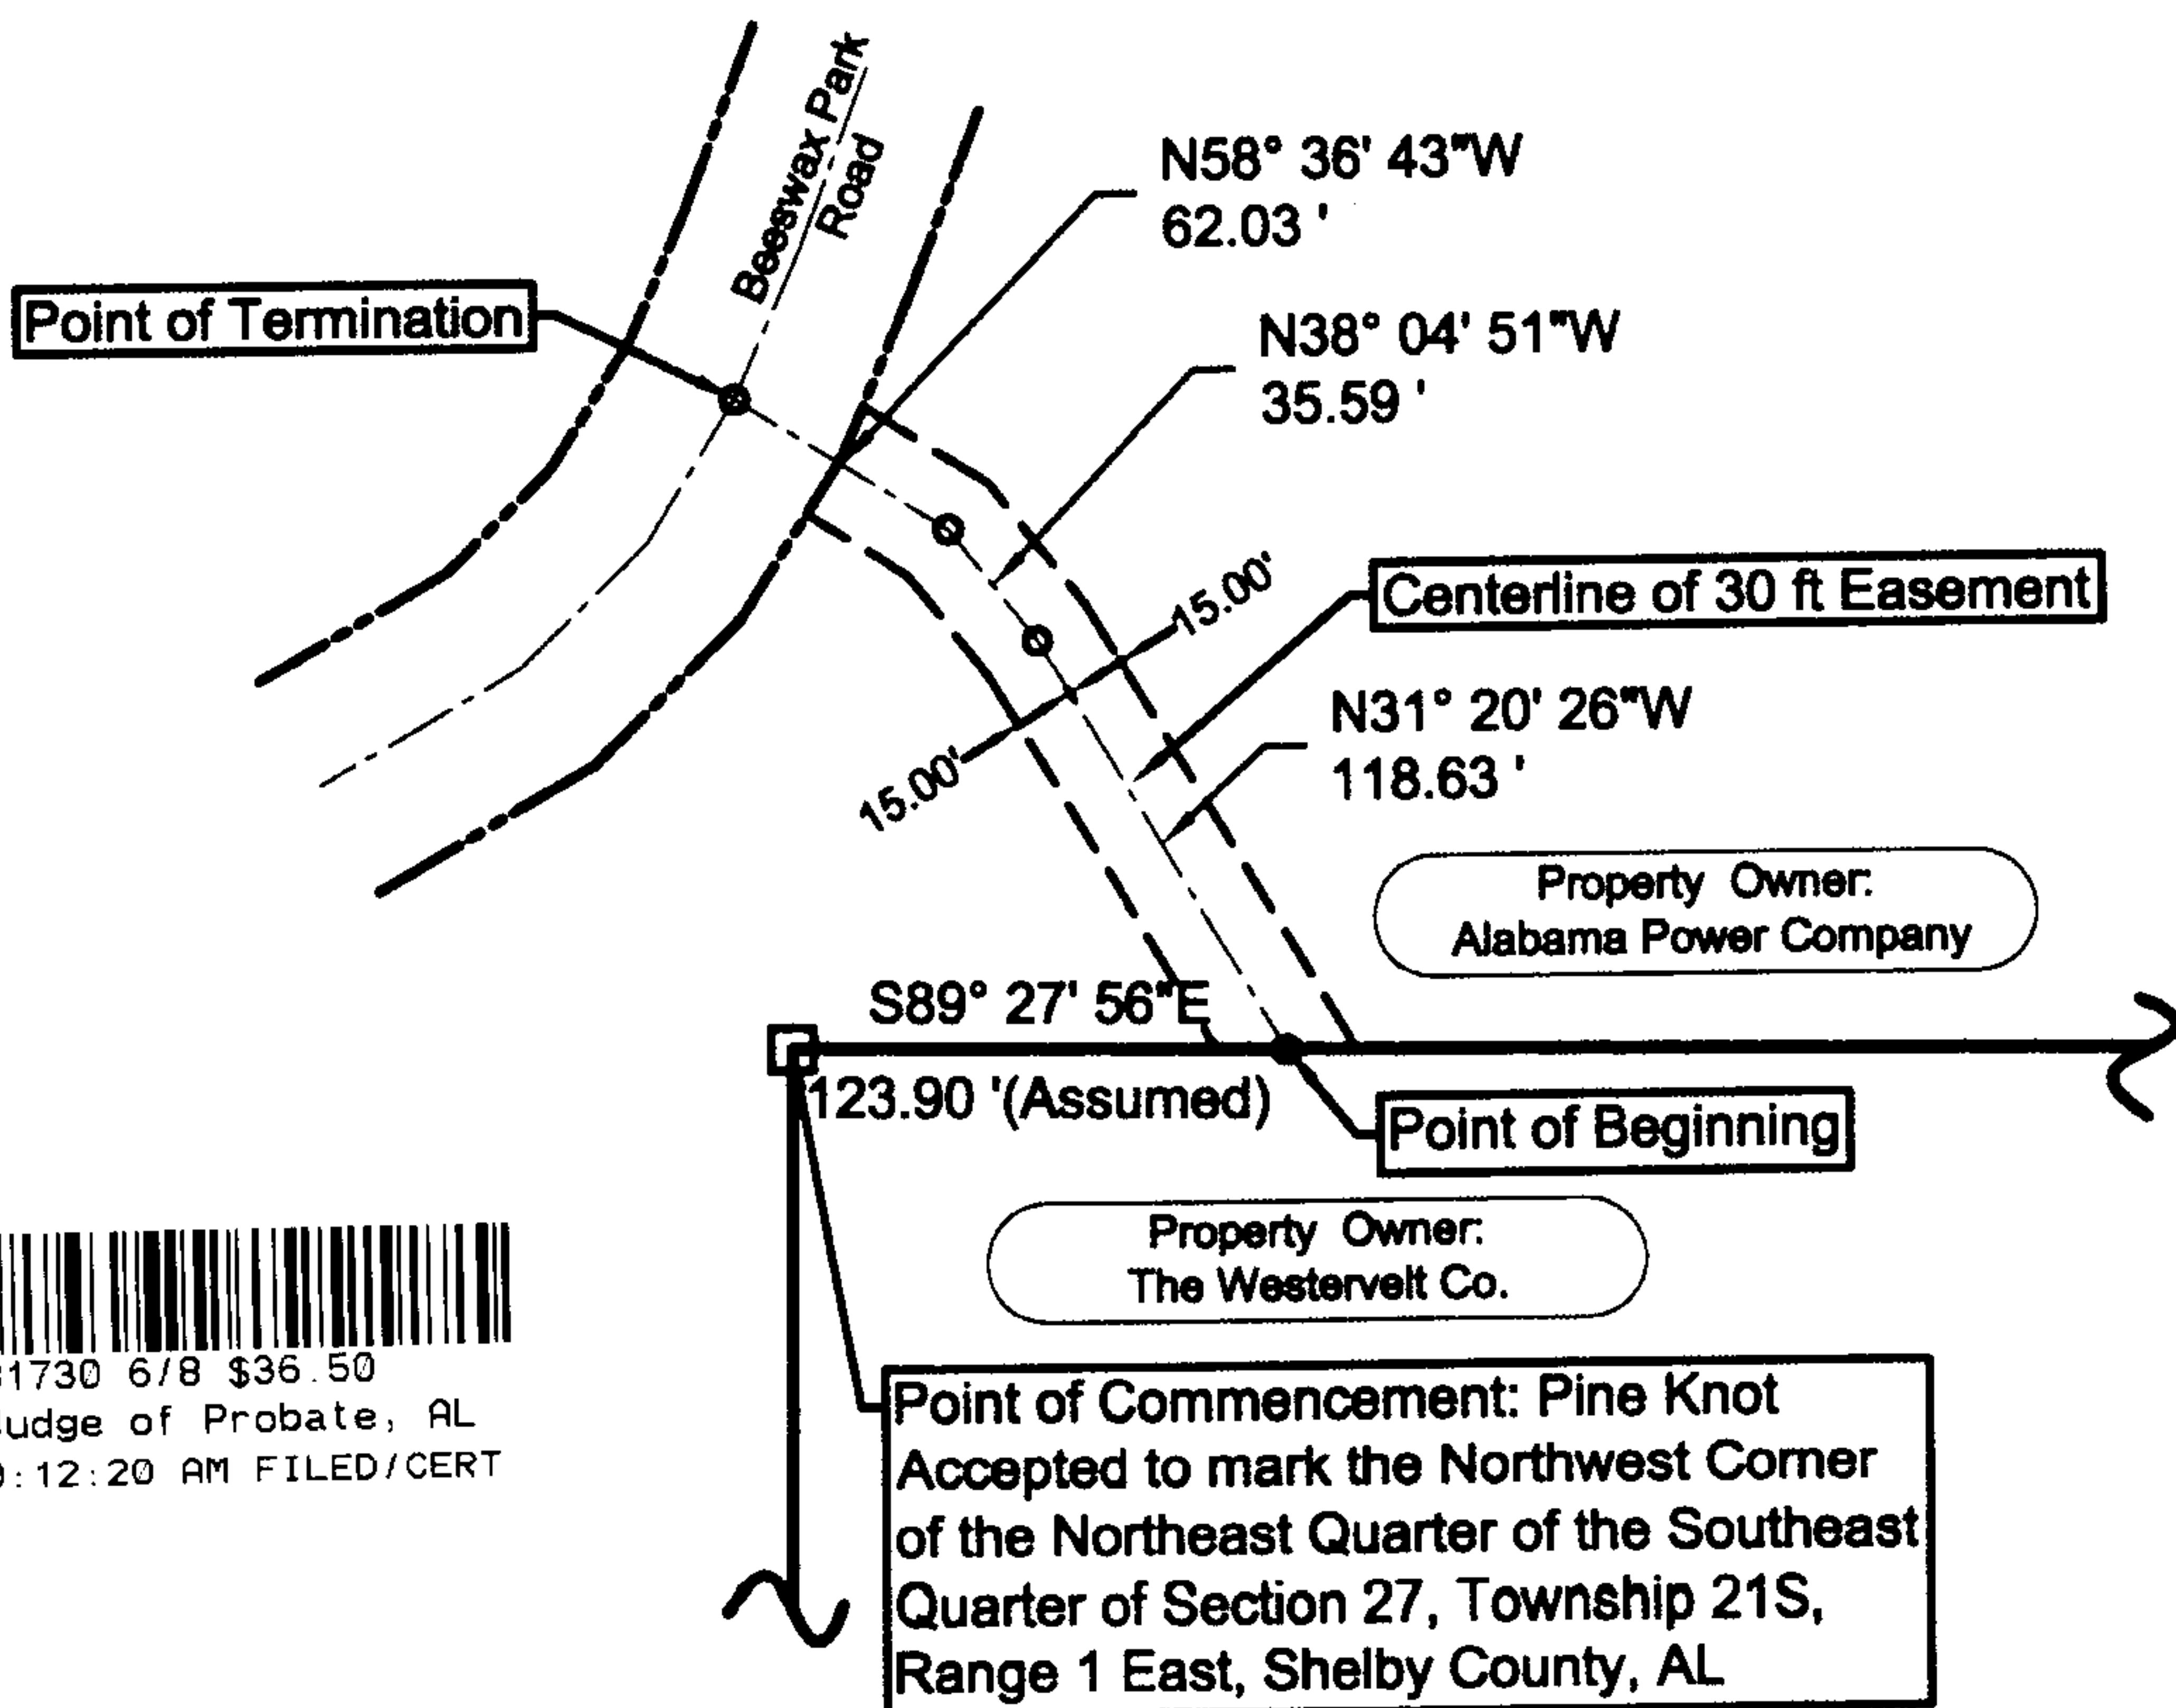 Beeswax Park
Road
N58° 36' 43"W
62.03 '
Point of Termination
N38° 04' 51"W
35.59 '
15.00'
Centerline of 30 ft Easement
N31° 20' 26"W
118.63 '
15.00'
Property Owner:
Alabama Power Company
S89° 27' 56"E
123.90 '(Assumed)
Point of Beginning
Property Owner:
The Westervelt Co.
1730 6/8 $36.50
udge of Probate, AL
:12:20 AM FILED/CERT
Point of Commencement: Pine Knot
Accepted to mark the Northwest Corner
of the Northeast Quarter of the Southeast
Quarter of Section 27, Township 21S,
Range 1 East, Shelby County, AL